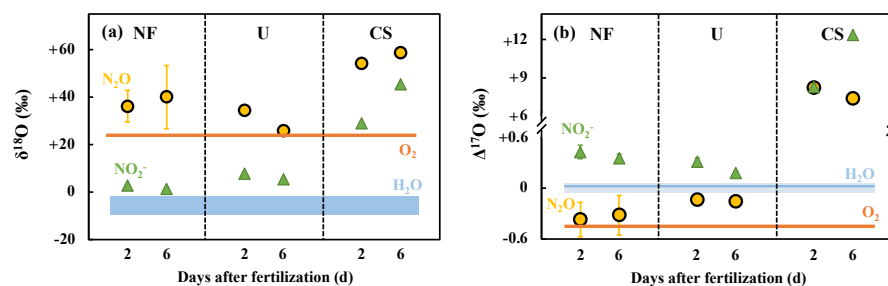 (a) NF U CS
+60
+40
+20
0
-20
δ¹⁸O (‰)
N₂O
O₂
NO₂⁻
H₂O
2 6 2 6 2 6
Days after fertilization (d)
(b) NF U CS
+12
+9
+6
+0.6
0
-0.6
Δ¹⁷O (‰)
NO₂⁻
H₂O
N₂O
O₂
2 6 2 6 2 6
Days after fertilization (d)